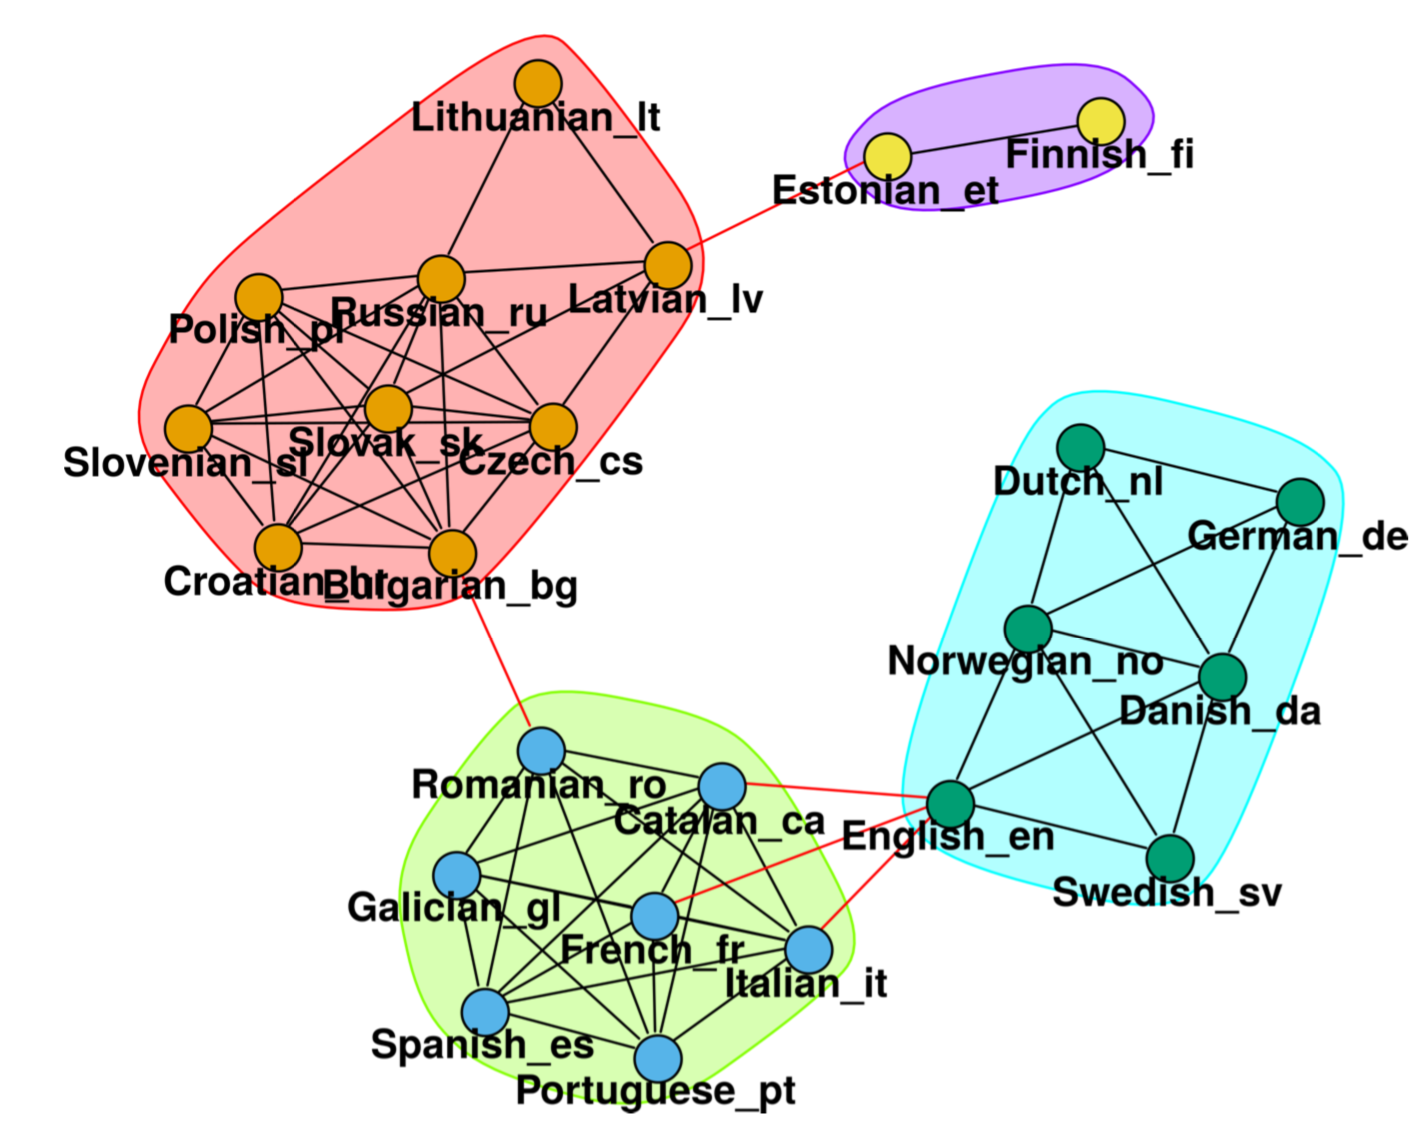 Lithuanian_lt
Finnish_fi
Estonian_et
Latvian_lv
Russian_ru
Polish_pl
Slovak_sk
Slovenian_sl
Czech_cs
Croatian_hr
Bulgarian_bg
Dutch_nl
German_de
Norwegian_no
Danish_da
Romanian_ro
Catalan_ca
English_en
Swedish_sv
Galician_gl
French_fr
Italian_it
Spanish_es
Portuguese_pt